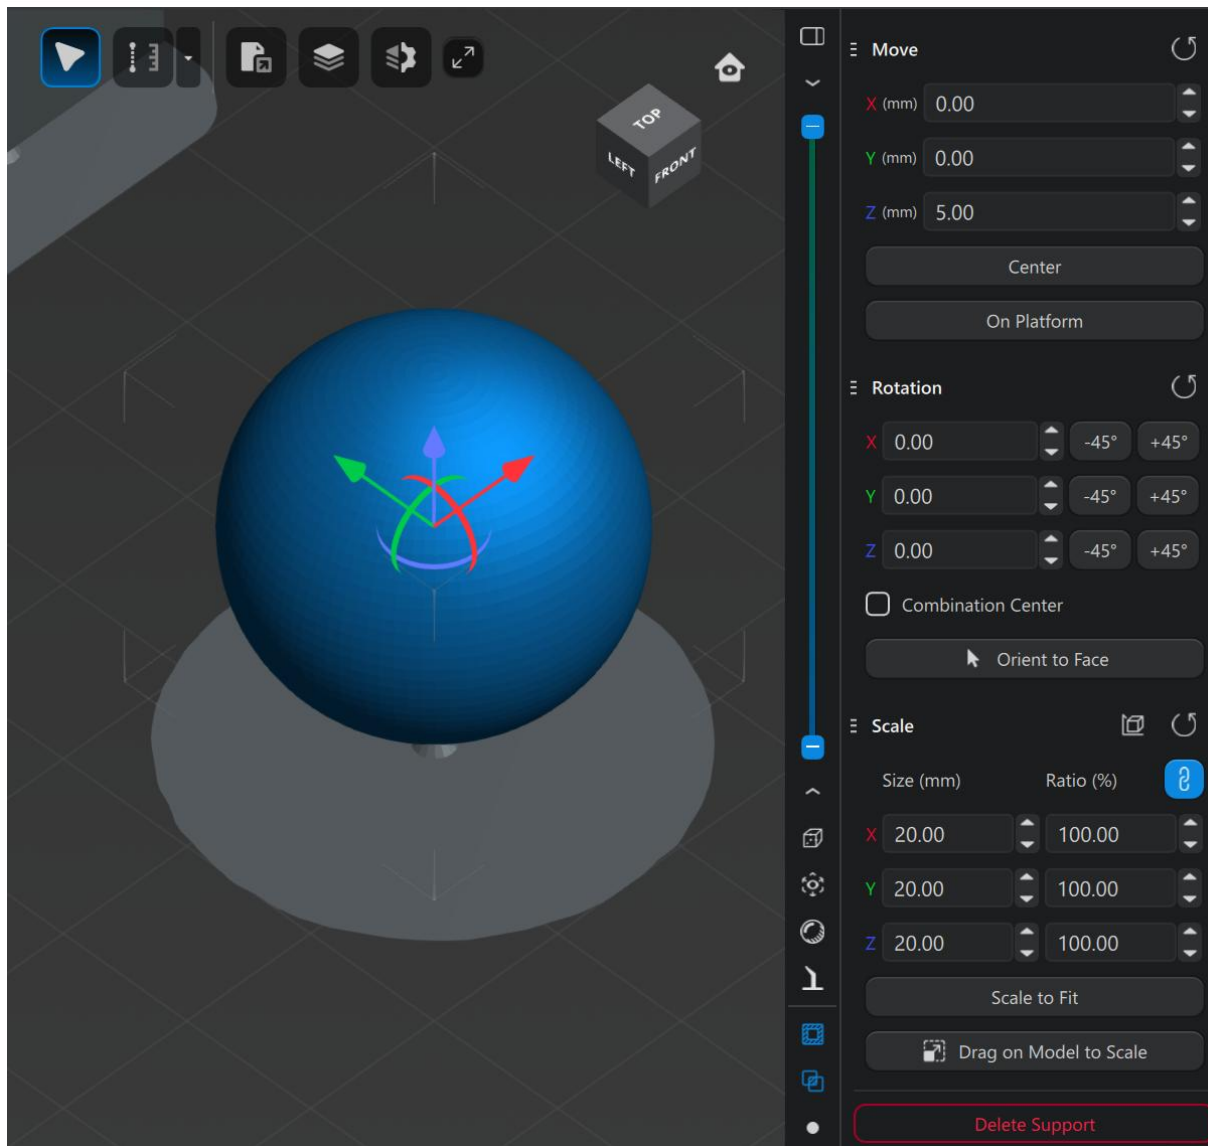 TOP
LEFT
FRONT
Move
X (mm) 0.00
Y (mm) 0.00
Z (mm) 5.00
Center
On Platform
Rotation
X 0.00 -45° +45°
Y 0.00 -45° +45°
Z 0.00 -45° +45°
Combination Center
Orient to Face
Scale
Size (mm) Ratio (%)
X 20.00 100.00
Y 20.00 100.00
Z 20.00 100.00
Scale to Fit
Drag on Model to Scale
Delete Support